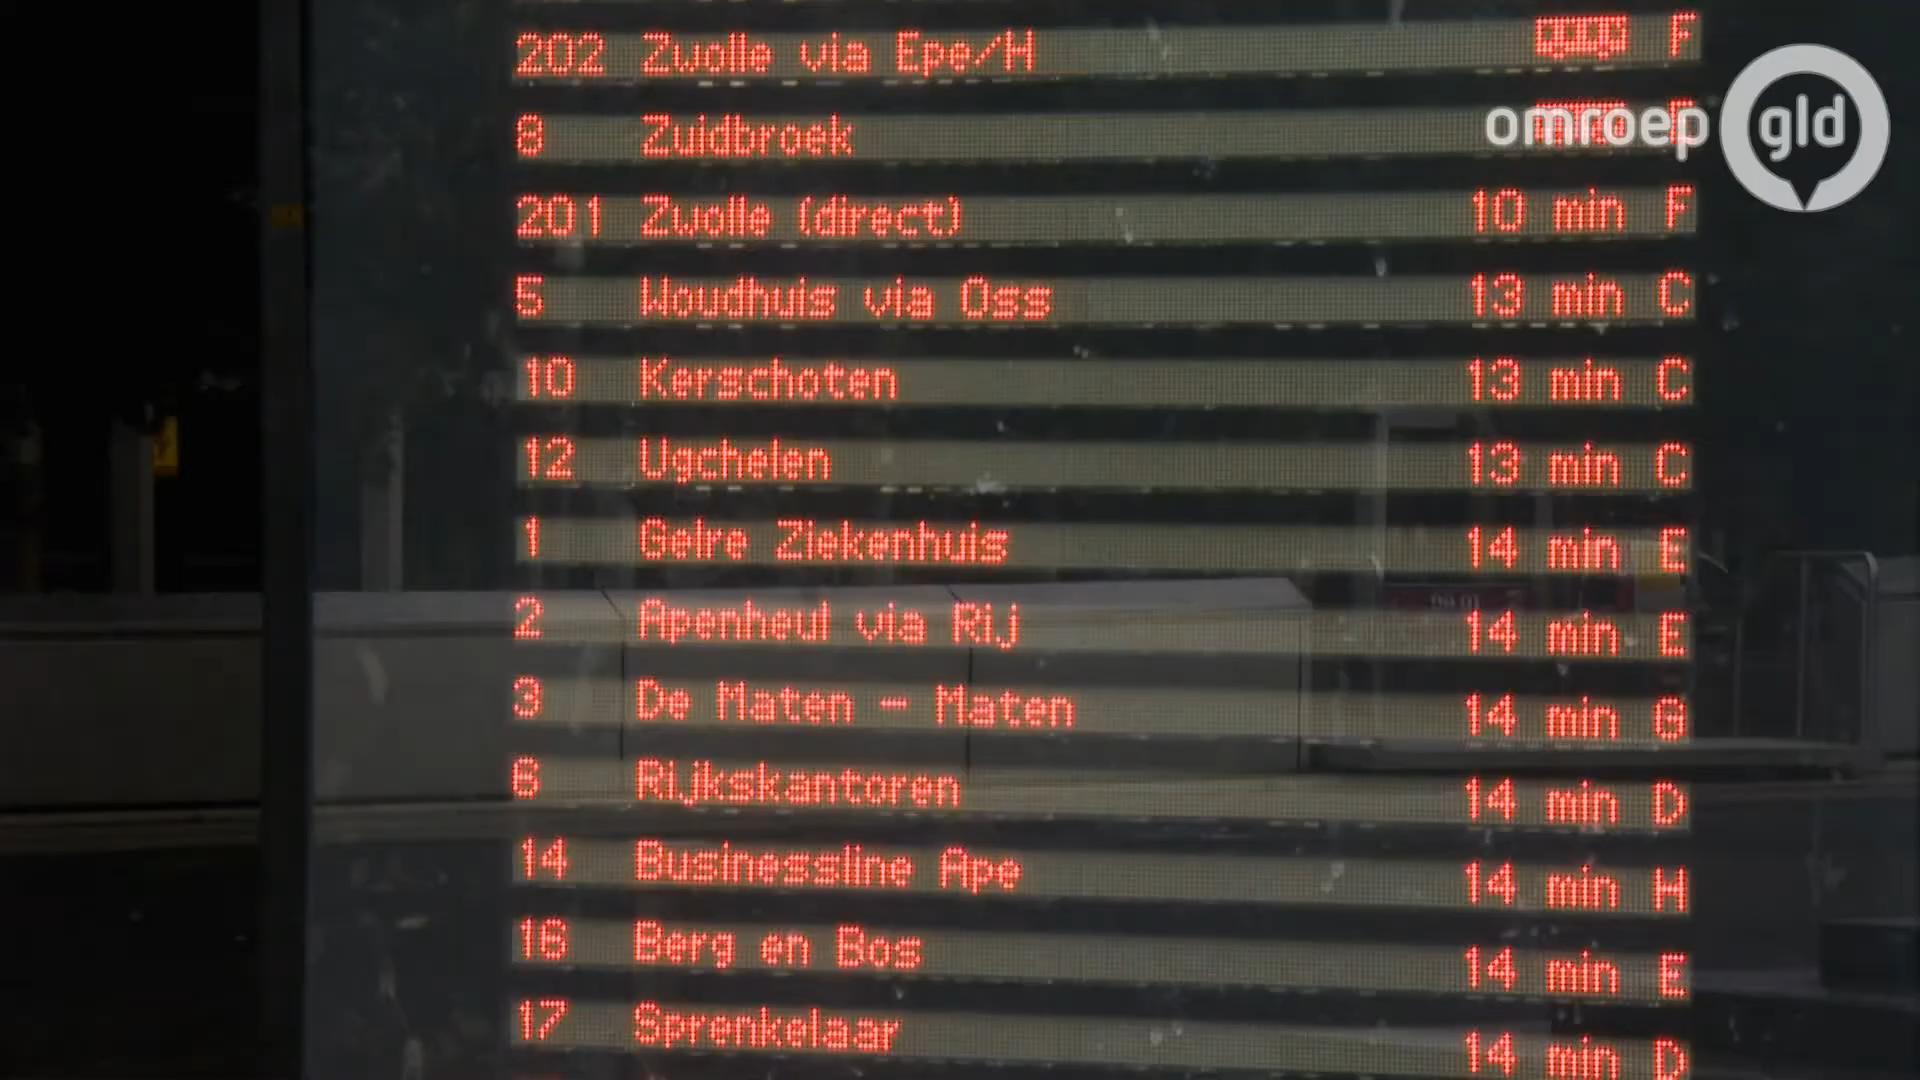 202 Zwolle via Epe/H F
omroep gld
8 Zuidbroek
201 Zwolle (direct) 10 min F
5 Woudhuis via Oss 13 min C
10 Kerschoten 13 min C
12 Ugchelen 13 min C
1 Gelre Ziekenhuis 14 min E
2 Apenheul via Rij 14 min E
3 De Maten - Maten 14 min G
6 Rijkskantoren 14 min D
14 Businessline Ape 14 min H
16 Berg en Bos 14 min E
17 Sprenkelaar 14 min D